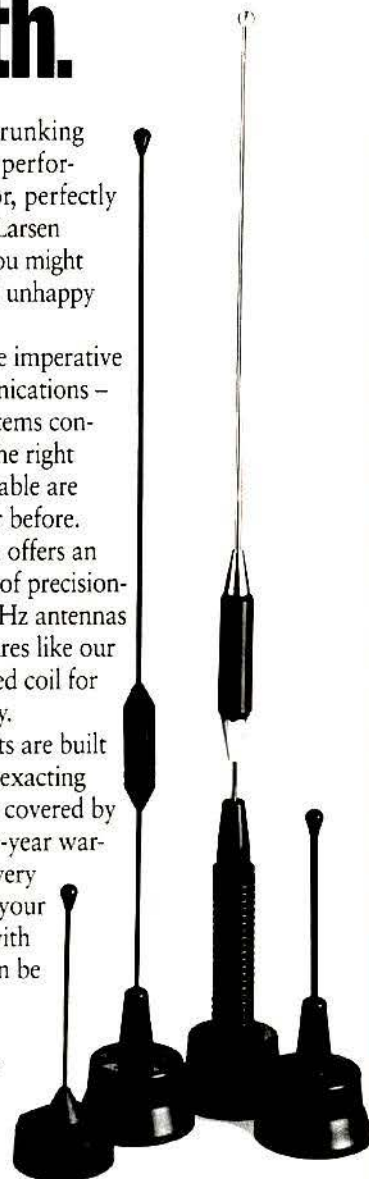 th.
runking
perfor-
or, perfectly
Larsen
ou might
unhappy
e imperative
nications –
tems con-
he right
able are
r before.
offers an
of precision-
Hz antennas
res like our
ed coil for
y.
ts are built
exacting
covered by
-year war-
very
your
with
n be